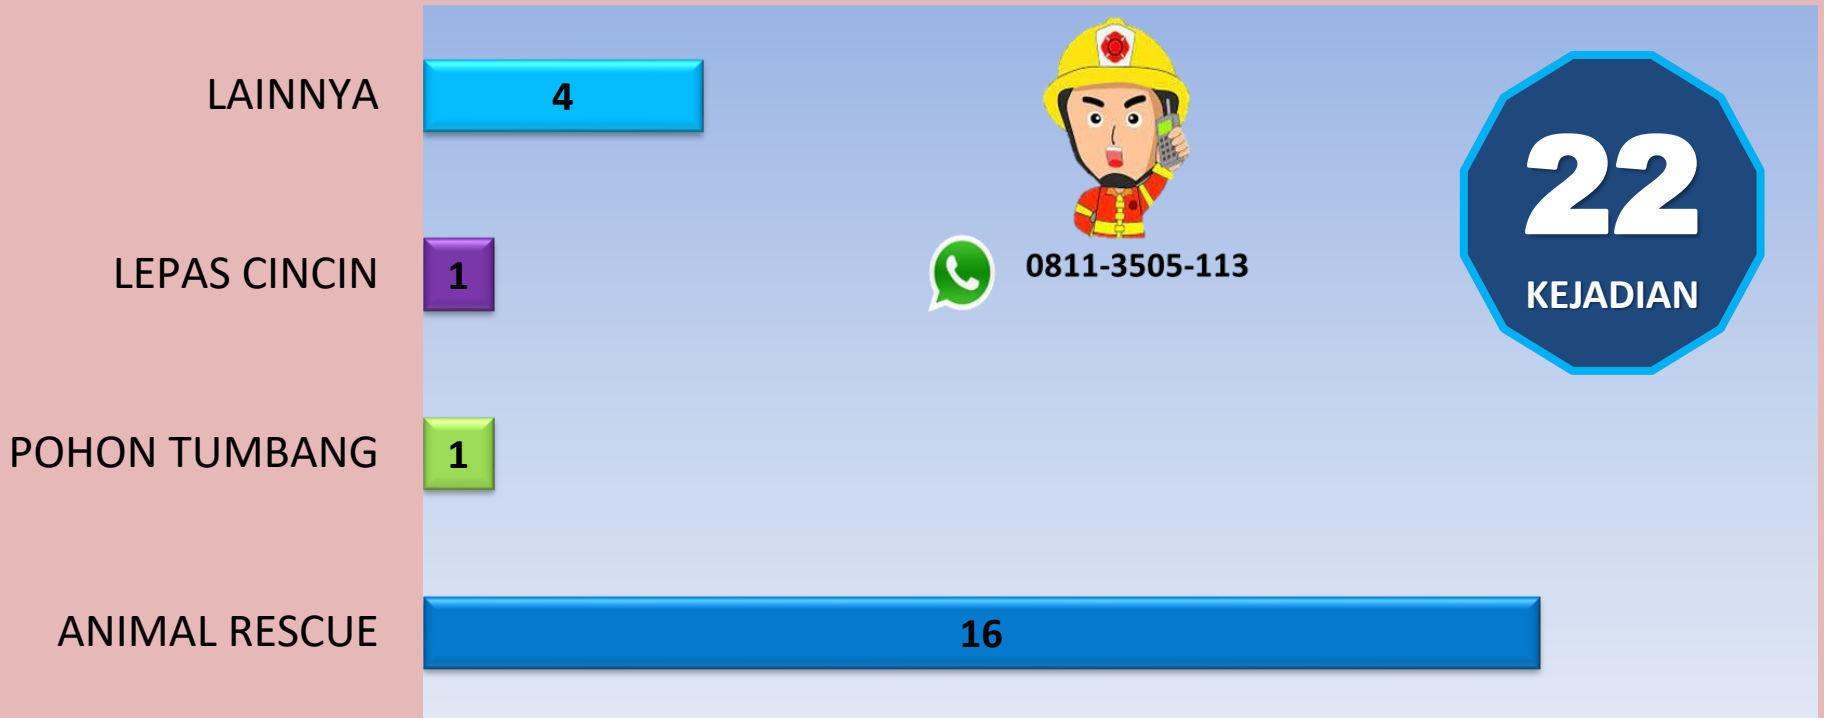 LAINNYA
4
LEPAS CINCIN
1
POHON TUMBANG
1
ANIMAL RESCUE
16
0811-3505-113
22
KEJADIAN